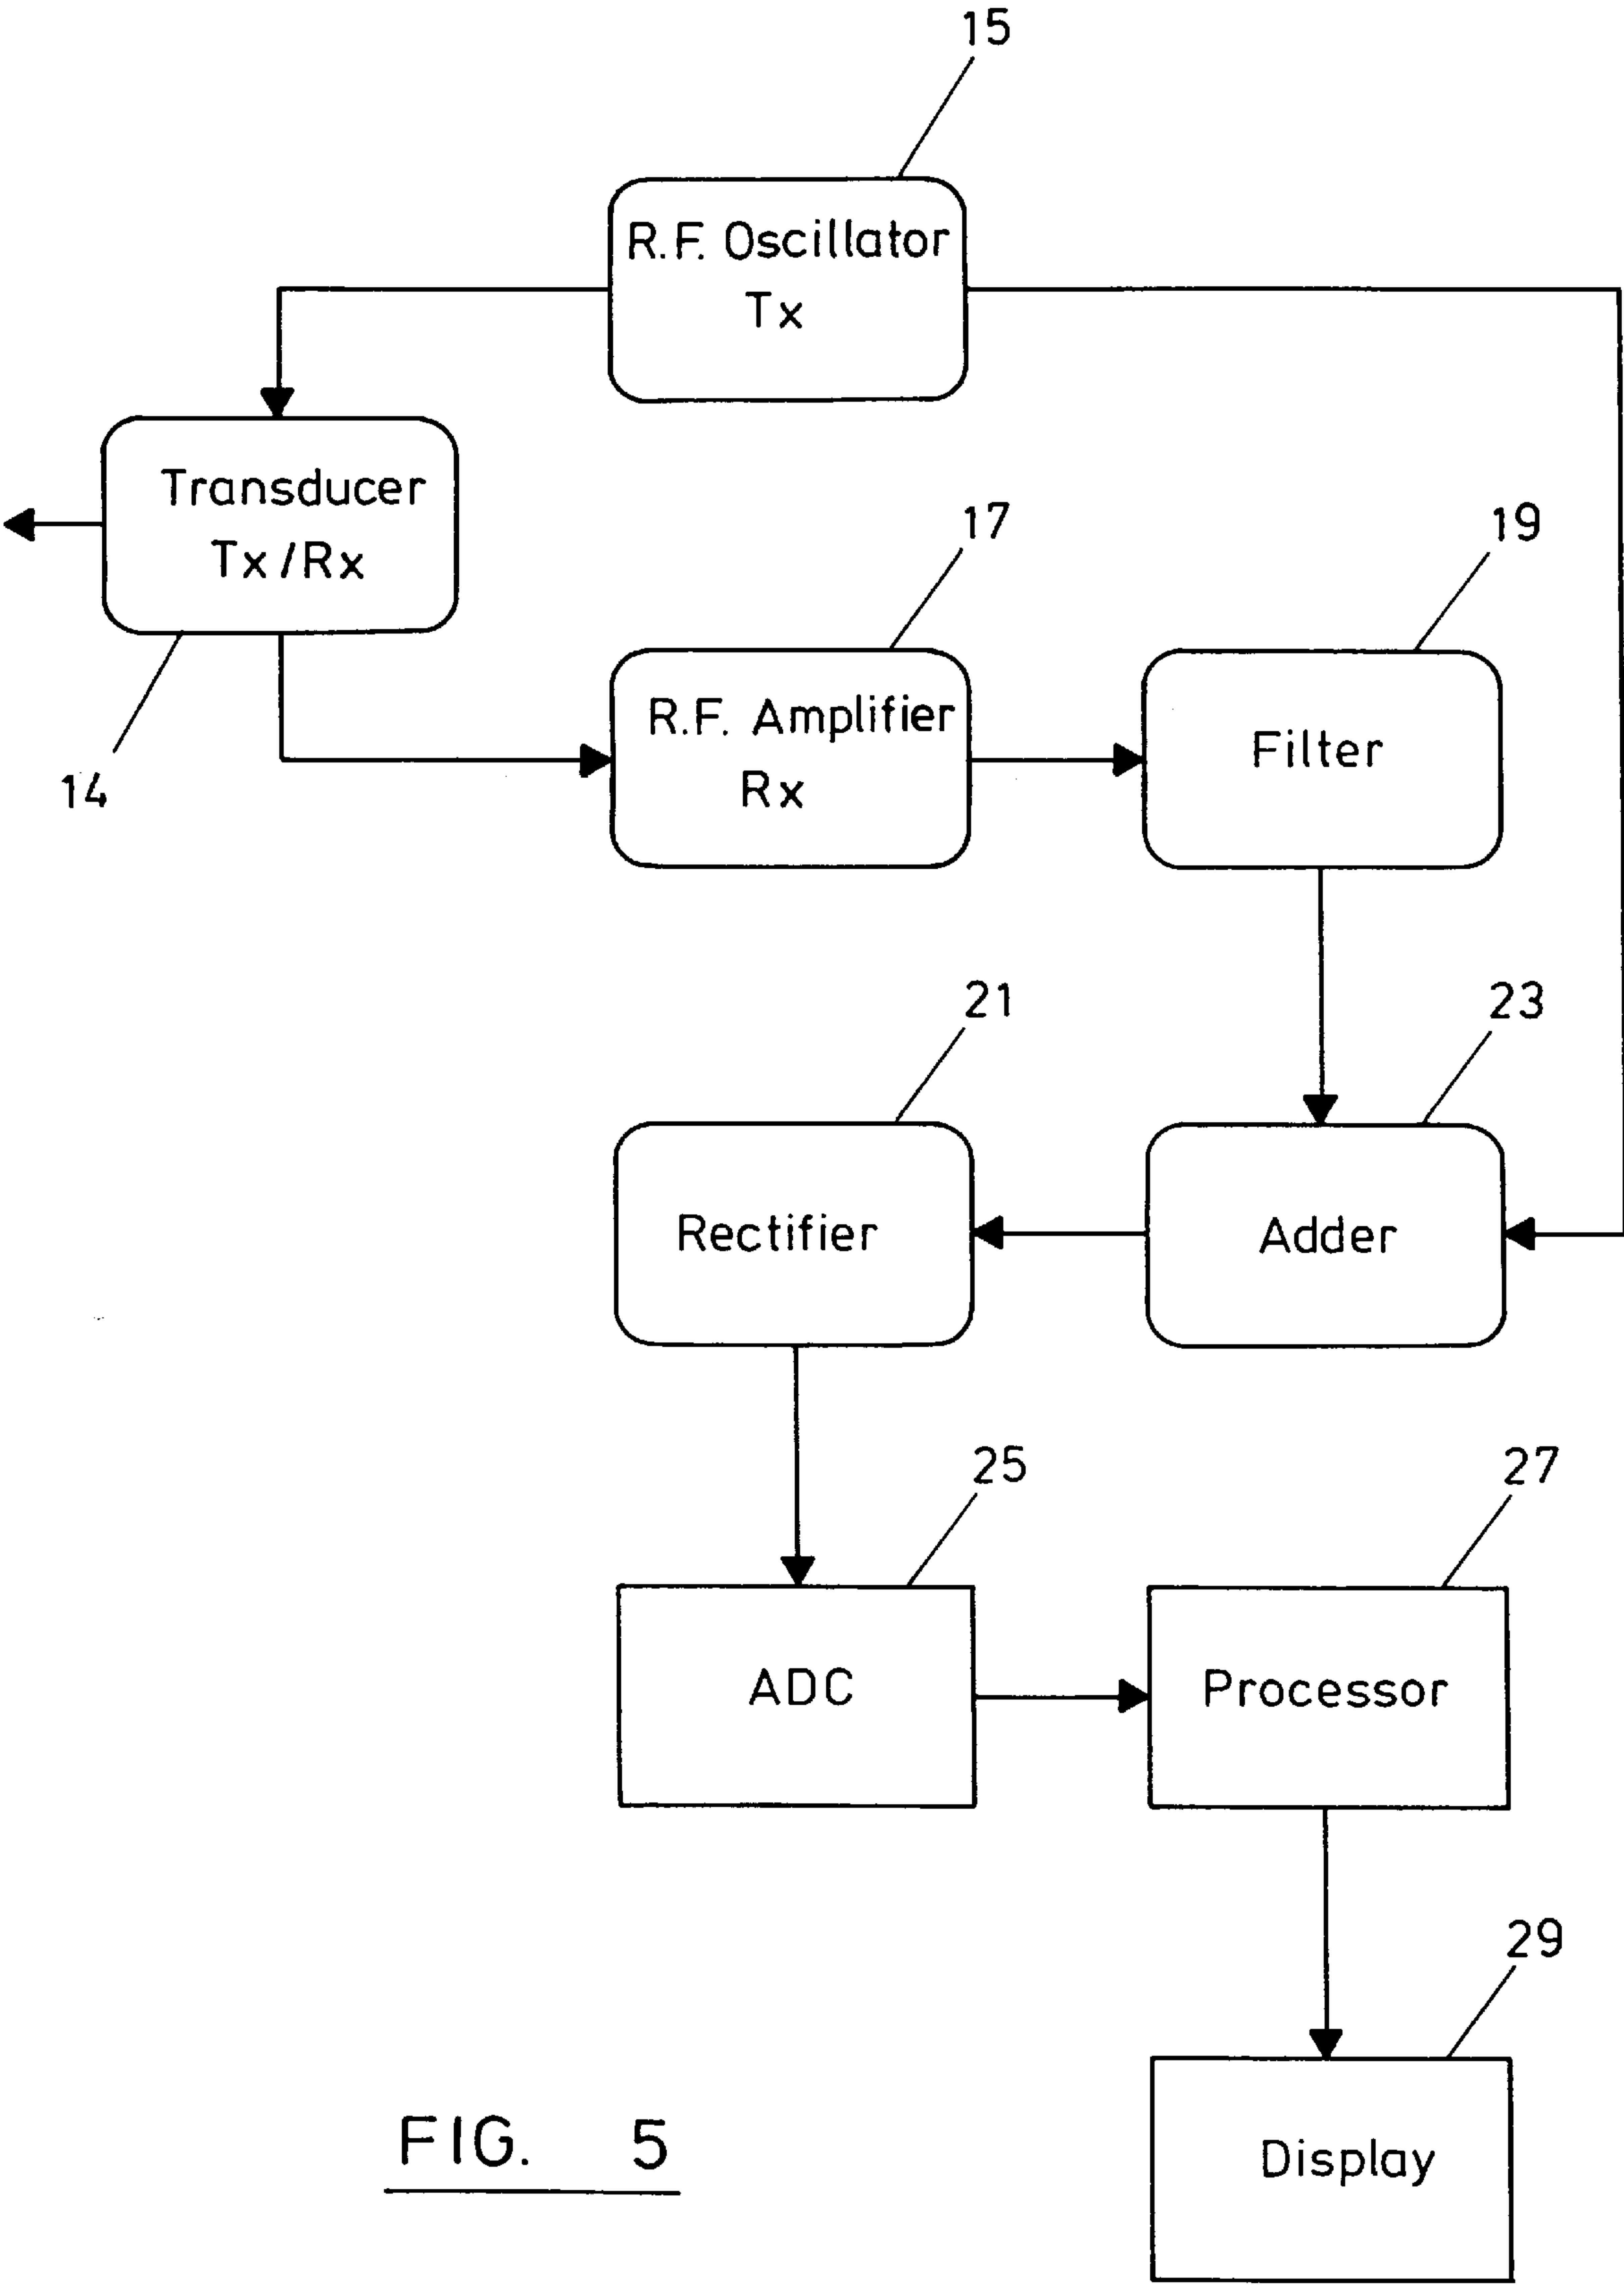 15
R.F. Oscillator
Tx
Transducer
Tx/Rx
14
17
R.F. Amplifier
Rx
19
Filter
21
Rectifier
23
Adder
25
ADC
27
Processor
29
Display
FIG. 5